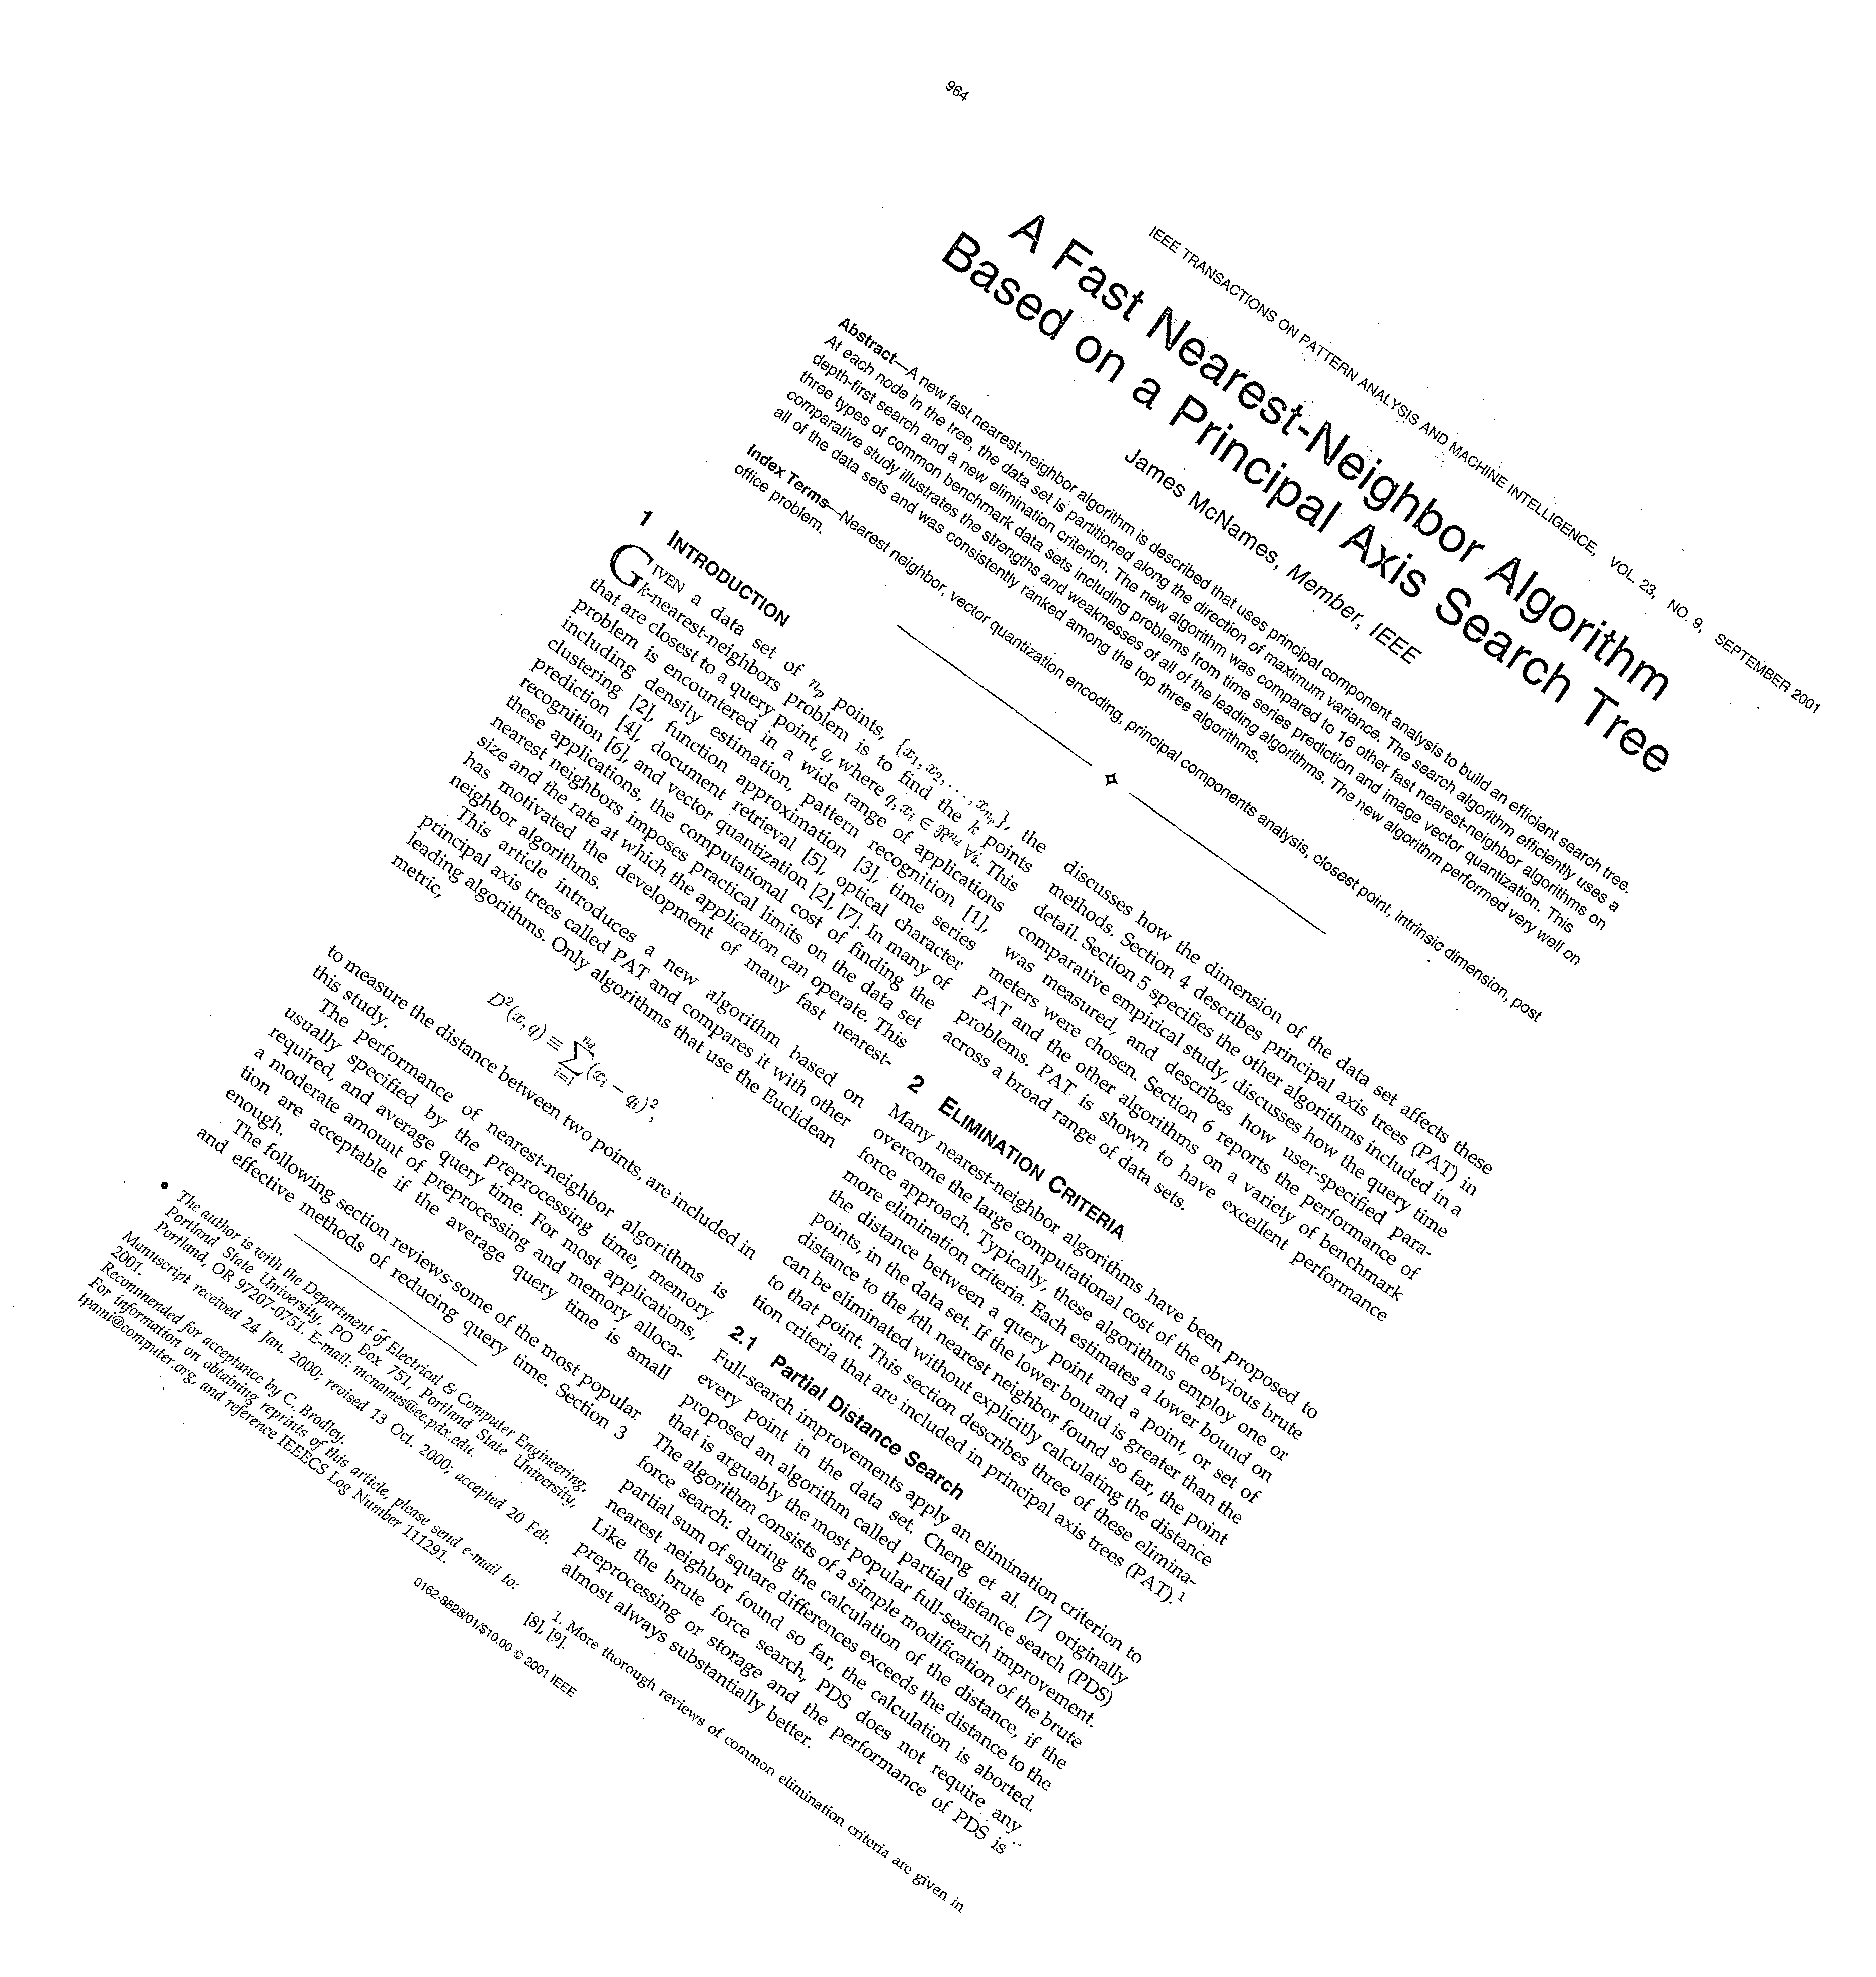 964
IEEE TRANSACTIONS ON PATTERN ANALYSIS AND MACHINE INTELLIGENCE, VOL. 23, NO. 9, SEPTEMBER 2001
A Fast Nearest-Neighbor Algorithm
Based on a Principal Axis Search Tree
James McNames, Member, IEEE
Abstract—A new fast nearest-neighbor algorithm is described that uses principal component analysis to build an efficient search tree.
At each node in the tree, the data set is partitioned along the direction of maximum variance. The search algorithm efficiently uses a
depth-first search and a new elimination criterion. The new algorithm was compared to 16 other fast nearest-neighbor algorithms on
three types of common benchmark data sets including problems from time series prediction and image vector quantization. This
comparative study illustrates the strengths and weaknesses of all of the leading algorithms. The new algorithm performed very well on
all of the data sets and was consistently ranked among the top three algorithms.
Index Terms—Nearest neighbor, vector quantization encoding, principal components analysis, closest point, intrinsic dimension, post
office problem.
1 INTRODUCTION
GIVEN a data set of n_p points, {x_1, x_2, ..., x_{n_p}}, the
k-nearest-neighbors problem is to find the k points
that are closest to a query point, q, where q, x_i ∈ ℜ^{n_d} ∀i. This
problem is encountered in a wide range of applications
including density estimation, pattern recognition [1],
clustering [2], function approximation [3], time series
prediction [4], document retrieval [5], optical character
recognition [6], and vector quantization [2], [7]. In many of
these applications, the computational cost of finding the
nearest neighbors imposes practical limits on the data set
size and the rate at which the application can operate. This
has motivated the development of many fast nearest-
neighbor algorithms.
This article introduces a new algorithm based on
principal axis trees called PAT and compares it with other
leading algorithms. Only algorithms that use the Euclidean
metric,
D^2(x, q) = ∑_{i=1}^{n_d} (x_i − q_i)^2,
to measure the distance between two points, are included in
this study.
The performance of nearest-neighbor algorithms is
usually specified by the preprocessing time, memory
required, and average query time. For most applications,
a moderate amount of preprocessing and memory alloca-
tion are acceptable if the average query time is small
enough.
The following section reviews some of the most popular
and effective methods of reducing query time. Section 3
• The author is with the Department of Electrical & Computer Engineering,
Portland State University, PO Box 751, Portland State University,
Portland, OR 97207-0751. E-mail: mcnames@ee.pdx.edu.
Manuscript received 24 Jan. 2000; revised 13 Oct. 2000; accepted 20 Feb.
2001.
Recommended for acceptance by C. Brodley.
For information on obtaining reprints of this article, please send e-mail to:
tpami@computer.org, and reference IEEECS Log Number 111291.
discusses how the dimension of the data set affects these
methods. Section 4 describes principal axis trees (PAT) in
detail. Section 5 specifies the other algorithms included in a
comparative empirical study, discusses how the query time
was measured, and describes how user-specified para-
meters were chosen. Section 6 reports the performance of
PAT and the other algorithms on a variety of benchmark
problems. PAT is shown to have excellent performance
across a broad range of data sets.
2 ELIMINATION CRITERIA
Many nearest-neighbor algorithms have been proposed to
overcome the large computational cost of the obvious brute
force approach. Typically, these algorithms employ one or
more elimination criteria. Each estimates a lower bound on
the distance between a query point and a point, or set of
points, in the data set. If the lower bound is greater than the
distance to the kth nearest neighbor found so far, the point
can be eliminated without explicitly calculating the distance
to that point. This section describes three of these elimina-
tion criteria that are included in principal axis trees (PAT).1
2.1 Partial Distance Search
Full-search improvements apply an elimination criterion to
every point in the data set. Cheng et al. [7] originally
proposed an algorithm called partial distance search (PDS)
that is arguably the most popular full-search improvement.
The algorithm consists of a simple modification of the brute
force search: during the calculation of the distance, if the
partial sum of square differences exceeds the distance to the
nearest neighbor found so far, the calculation is aborted.
Like the brute force search, PDS does not require any
preprocessing or storage and the performance of PDS is
almost always substantially better.
1. More thorough reviews of common elimination criteria are given in
[8], [9].
0162-8828/01/$10.00 © 2001 IEEE